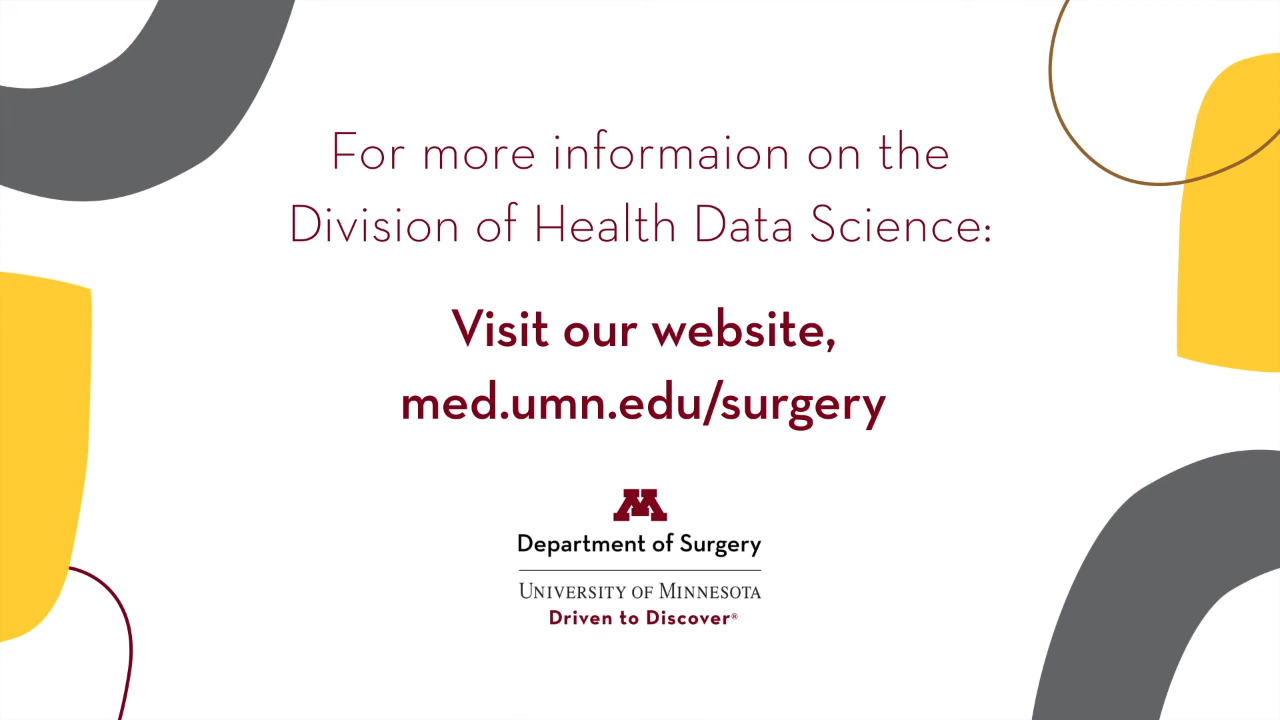 For more informaion on the
Division of Health Data Science:
Visit our website,
med.umn.edu/surgery
M
Department of Surgery
University of Minnesota
Driven to Discover®